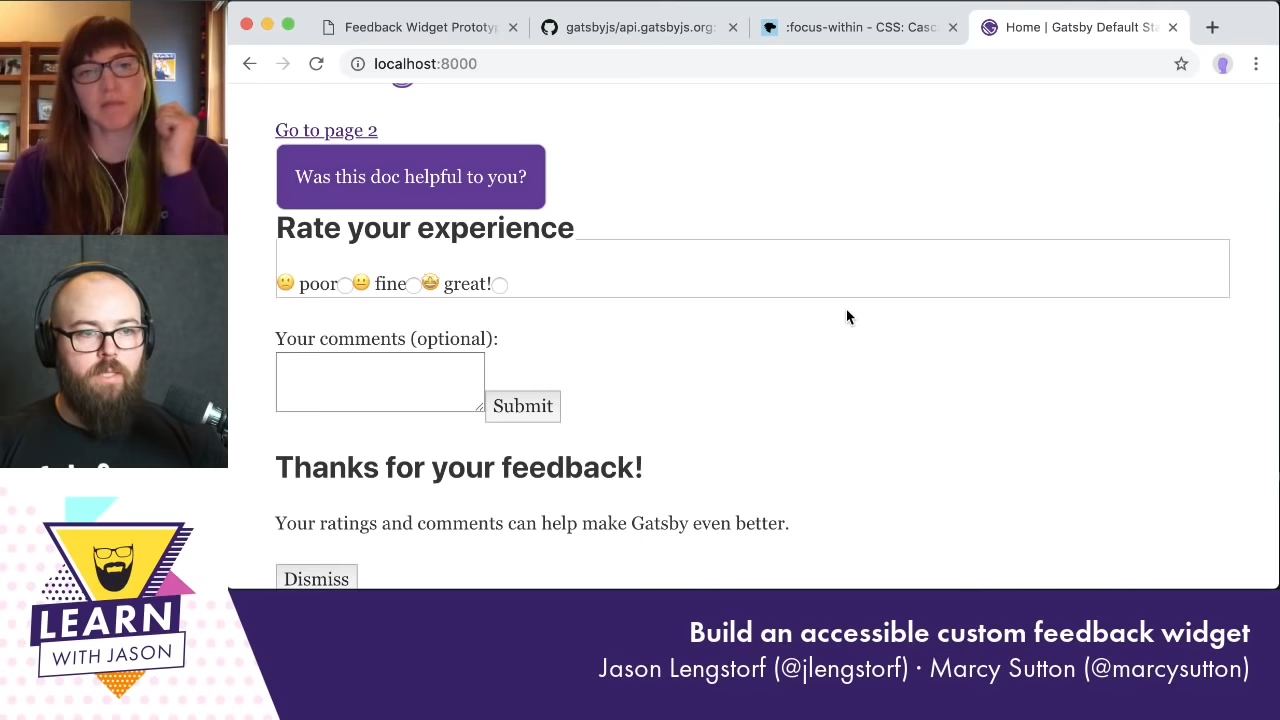 Feedback Widget Prototyp
gatsbyjs/api.gatsbyjs.org:
:focus-within - CSS: Casc
Home | Gatsby Default Sta
localhost:8000
Go to page 2
Was this doc helpful to you?
Rate your experience
🙁 poor 😐 fine 🤩 great!
Your comments (optional):
Submit
Thanks for your feedback!
Your ratings and comments can help make Gatsby even better.
Dismiss
LEARN
WITH JASON
Build an accessible custom feedback widget
Jason Lengstorf (@jlengstorf) · Marcy Sutton (@marcysutton)